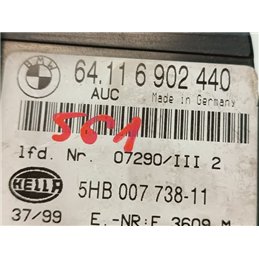 BMW
64.11 6 902 440
AUC Made in Germany
561
lfd. Nr. 07290/III 2
HELLA 5HB 007 738-11
37/99 E.-NR:E 3609 M